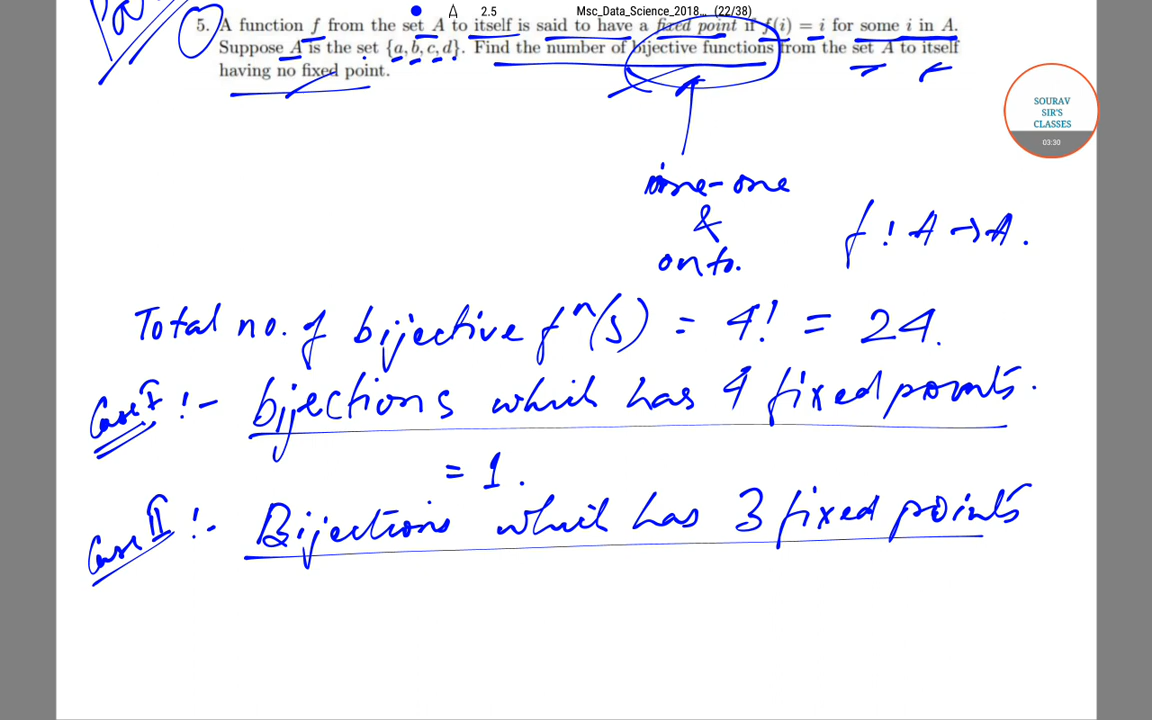 A 2.5 Msc_Data_Science_2018... (22/38)
5. A function f from the set A to itself is said to have a fixed point if f(i) = i for some i in A.
Suppose A is the set {a, b, c, d}. Find the number of bijective functions from the set A to itself
having no fixed point.
SOURAV
SIR'S
CLASSES
03:30
one-one
&
onto.
f : A → A.
Total no. of bijective fⁿ(s) = 4! = 24.
Case I :- bijections which has 4 fixed points.
= 1.
Case II :- Bijections which has 3 fixed points